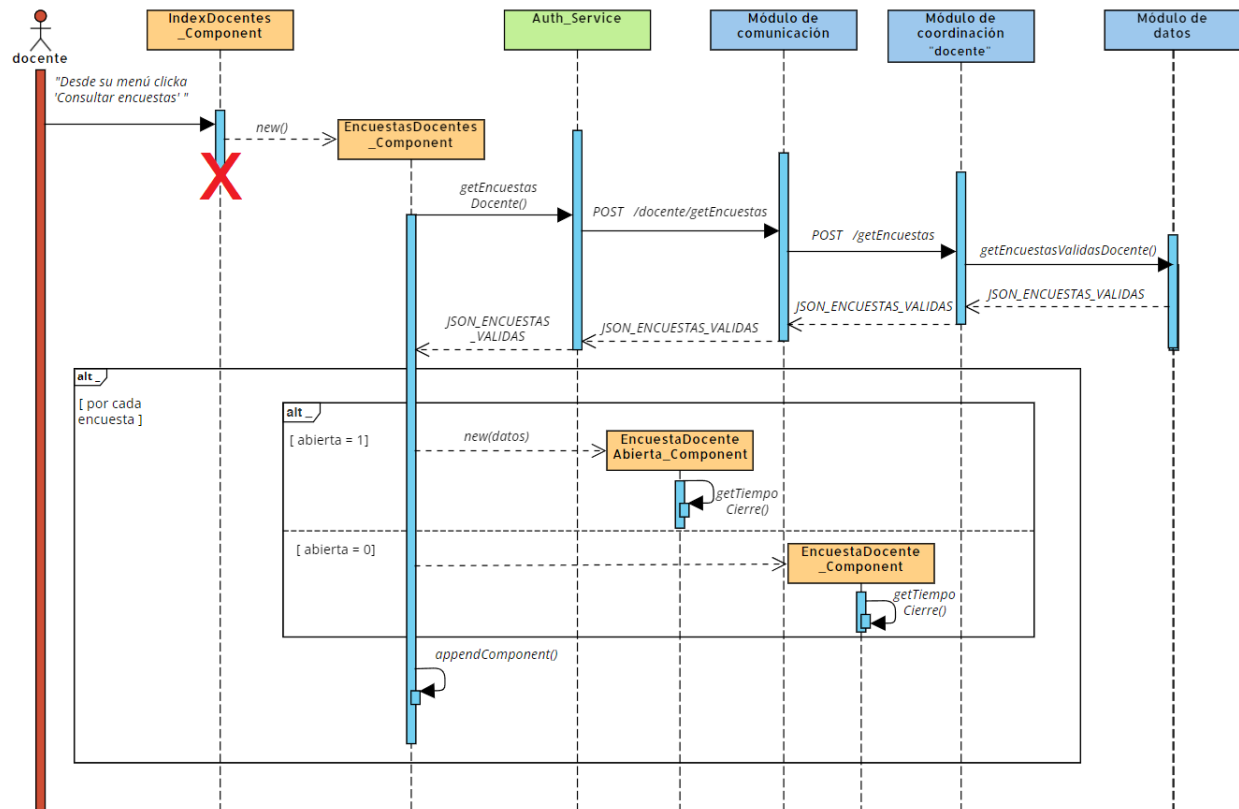 IndexDocentes
_Component
Auth_Service
Módulo de
comunicación
Módulo de
coordinación
"docente"
Módulo de
datos
docente
"Desde su menú clicka
'Consultar encuestas' "
new()
EncuestasDocentes
_Component
getEncuestas
Docente()
POST /docente/getEncuestas
POST /getEncuestas
getEncuestasValidasDocente()
JSON_ENCUESTAS_VALIDAS
JSON_ENCUESTAS_VALIDAS
JSON_ENCUESTAS_VALIDAS
JSON_ENCUESTAS
_VALIDAS
alt _
[ por cada
encuesta ]
alt _
[ abierta = 1]
new(datos)
EncuestaDocente
Abierta_Component
getTiempo
Cierre()
[ abierta = 0]
EncuestaDocente
_Component
getTiempo
Cierre()
appendComponent()